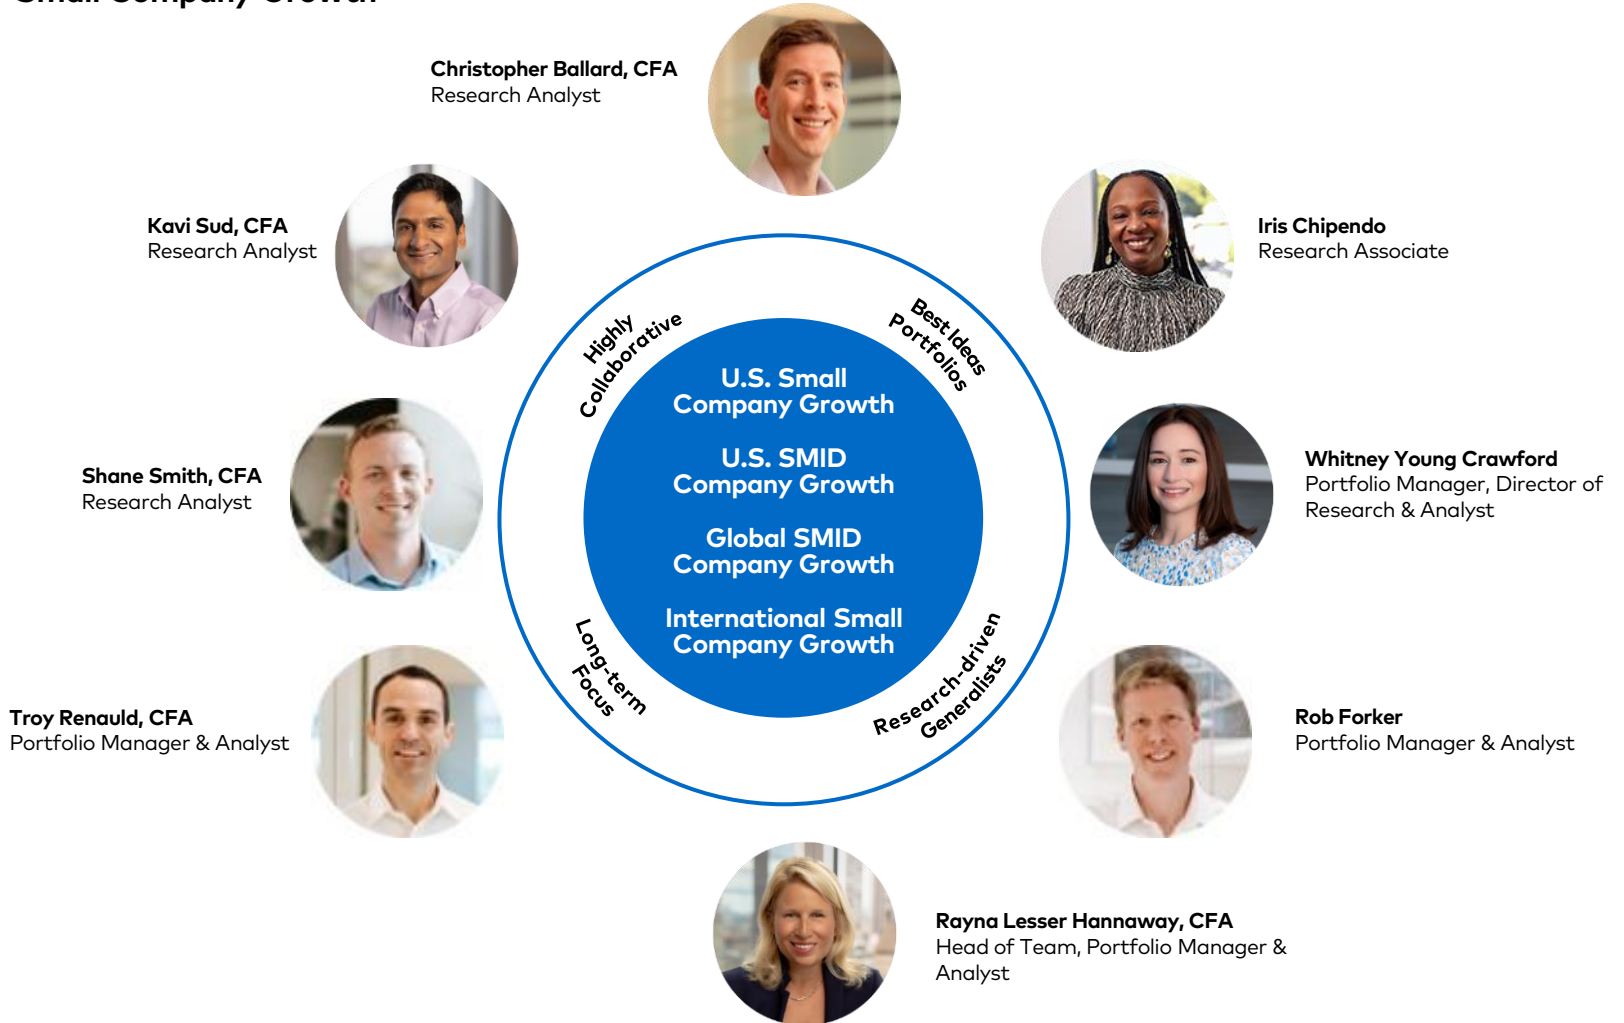 Small Company Growth
Christopher Ballard, CFA
Research Analyst
Kavi Sud, CFA
Research Analyst
Iris Chipendo
Research Associate
Highly
Collaborative
Best Ideas
Portfolios
U.S. Small
Company Growth
U.S. SMID
Company Growth
Global SMID
Company Growth
International Small
Company Growth
Shane Smith, CFA
Research Analyst
Whitney Young Crawford
Portfolio Manager, Director of
Research & Analyst
Long-term
Focus
Research-driven
Generalists
Troy Renauld, CFA
Portfolio Manager & Analyst
Rob Forker
Portfolio Manager & Analyst
Rayna Lesser Hannaway, CFA
Head of Team, Portfolio Manager &
Analyst